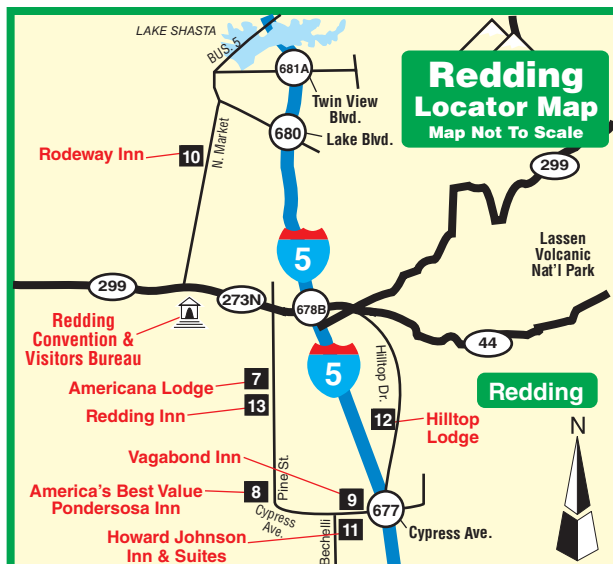 LAKE SHASTA
BUS. 5
681A
Twin View
Blvd.
680
Lake Blvd.
Redding
Locator Map
Map Not To Scale
Rodeway Inn
10
N. Market
299
5
Lassen
Volcanic
Nat'l Park
299
273N
678B
44
Redding
Convention &
Visitors Bureau
5
Hilltop Dr.
Americana Lodge
7
Redding Inn
13
Redding
12
Hilltop
Lodge
N
Vagabond Inn
Pine St.
America's Best Value
Pondersosa Inn
8
9
Cypress
Ave.
677
Cypress Ave.
Howard Johnson
Inn & Suites
11
Bechelli